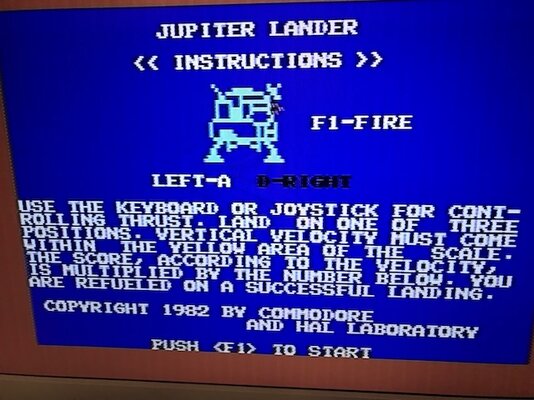 JUPITER LANDER
<< INSTRUCTIONS >>
F1-FIRE
LEFT-A D-RIGHT
USE THE KEYBOARD OR JOYSTICK FOR CONT-
ROLLING THRUST. LAND ON ONE OF THREE
POSITIONS. VERTICAL VELOCITY MUST COME
WITHIN THE YELLOW AREA OF THE SCALE.
THE SCORE, ACCORDING TO THE VELOCITY,
IS MULTIPLIED BY THE NUMBER BELOW. YOU
ARE REFUELED ON A SUCCESSFUL LANDING.
COPYRIGHT 1982 BY COMMODORE
AND HAL LABORATORY
PUSH <F1> TO START